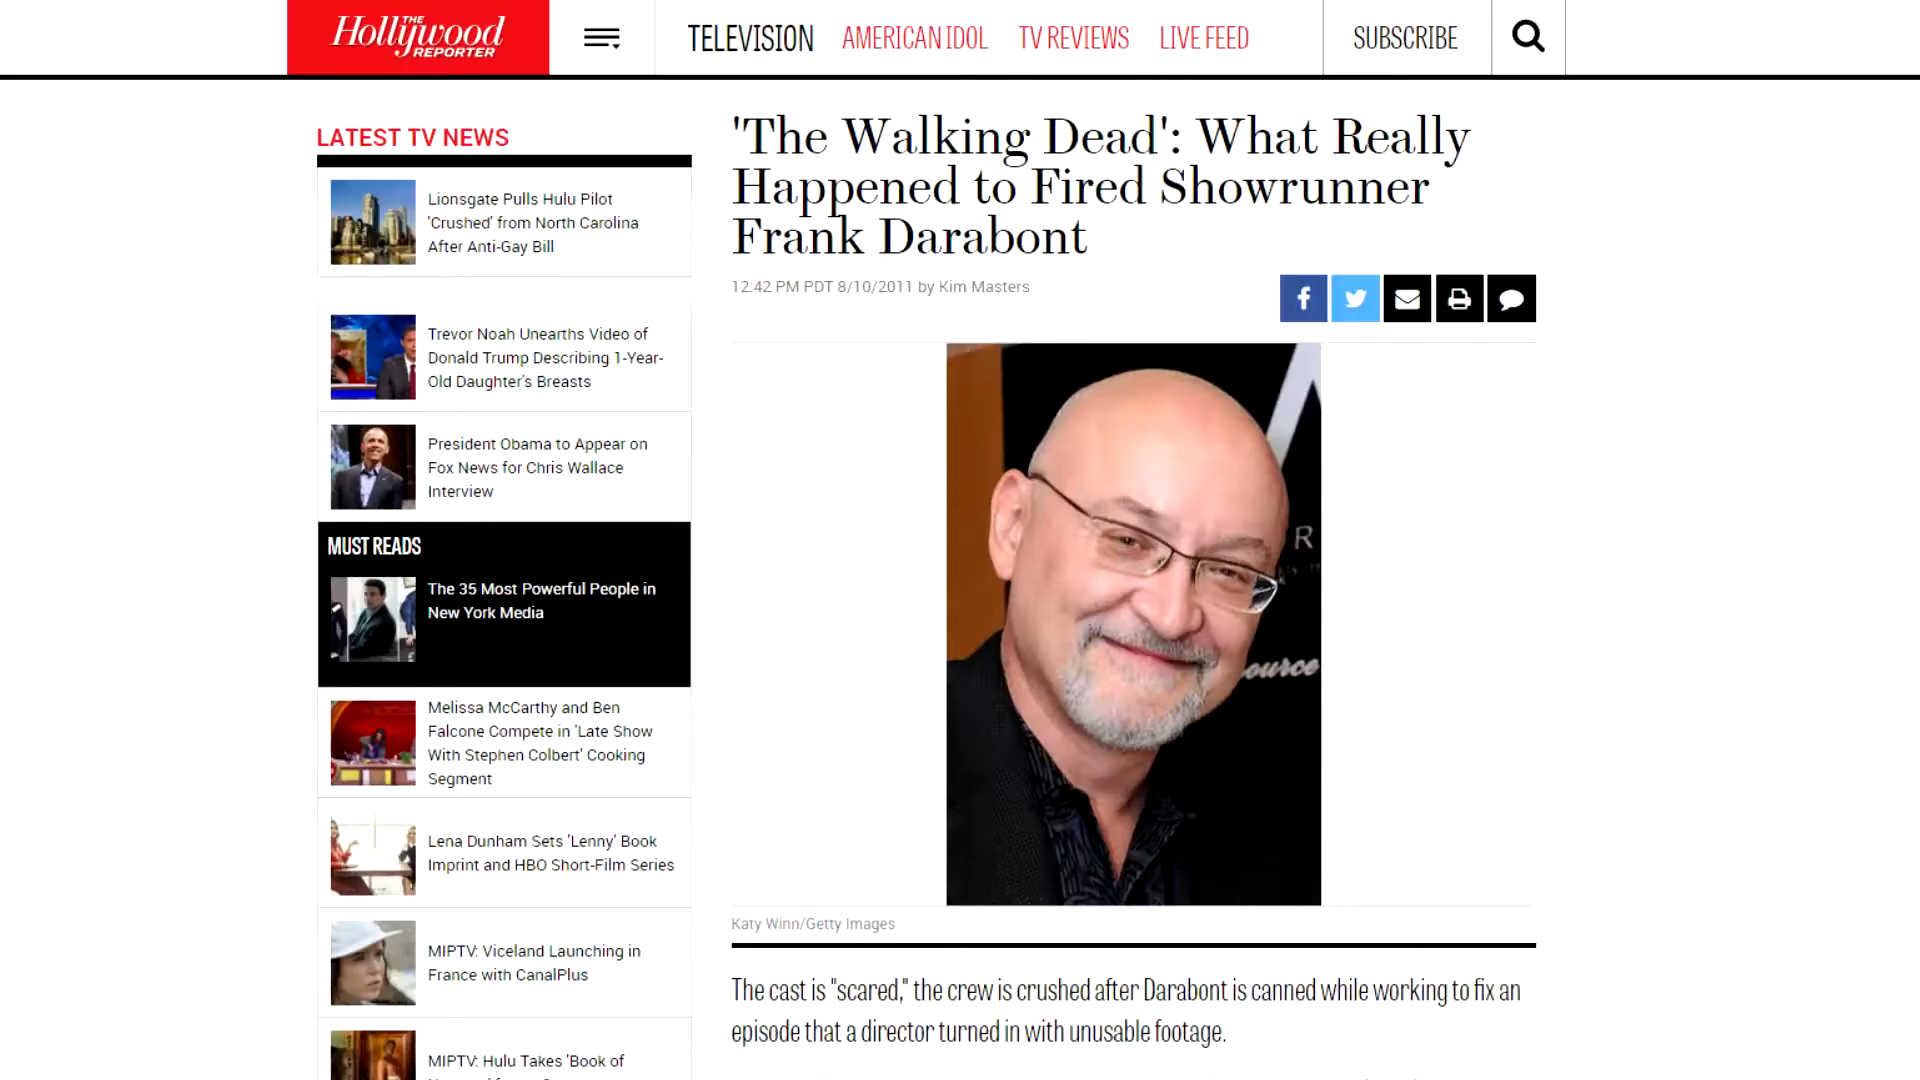 THE
Hollywood
REPORTER
TELEVISION
AMERICAN IDOL
TV REVIEWS
LIVE FEED
SUBSCRIBE
LATEST TV NEWS
Lionsgate Pulls Hulu Pilot
'Crushed' from North Carolina
After Anti-Gay Bill
Trevor Noah Unearths Video of
Donald Trump Describing 1-Year-
Old Daughter's Breasts
President Obama to Appear on
Fox News for Chris Wallace
Interview
MUST READS
The 35 Most Powerful People in
New York Media
Melissa McCarthy and Ben
Falcone Compete in 'Late Show
With Stephen Colbert' Cooking
Segment
Lena Dunham Sets 'Lenny' Book
Imprint and HBO Short-Film Series
MIPTV: Viceland Launching in
France with CanalPlus
MIPTV: Hulu Takes 'Book of
'The Walking Dead': What Really
Happened to Fired Showrunner
Frank Darabont
12:42 PM PDT 8/10/2011 by Kim Masters
R
ource
Katy Winn/Getty Images
The cast is "scared," the crew is crushed after Darabont is canned while working to fix an
episode that a director turned in with unusable footage.